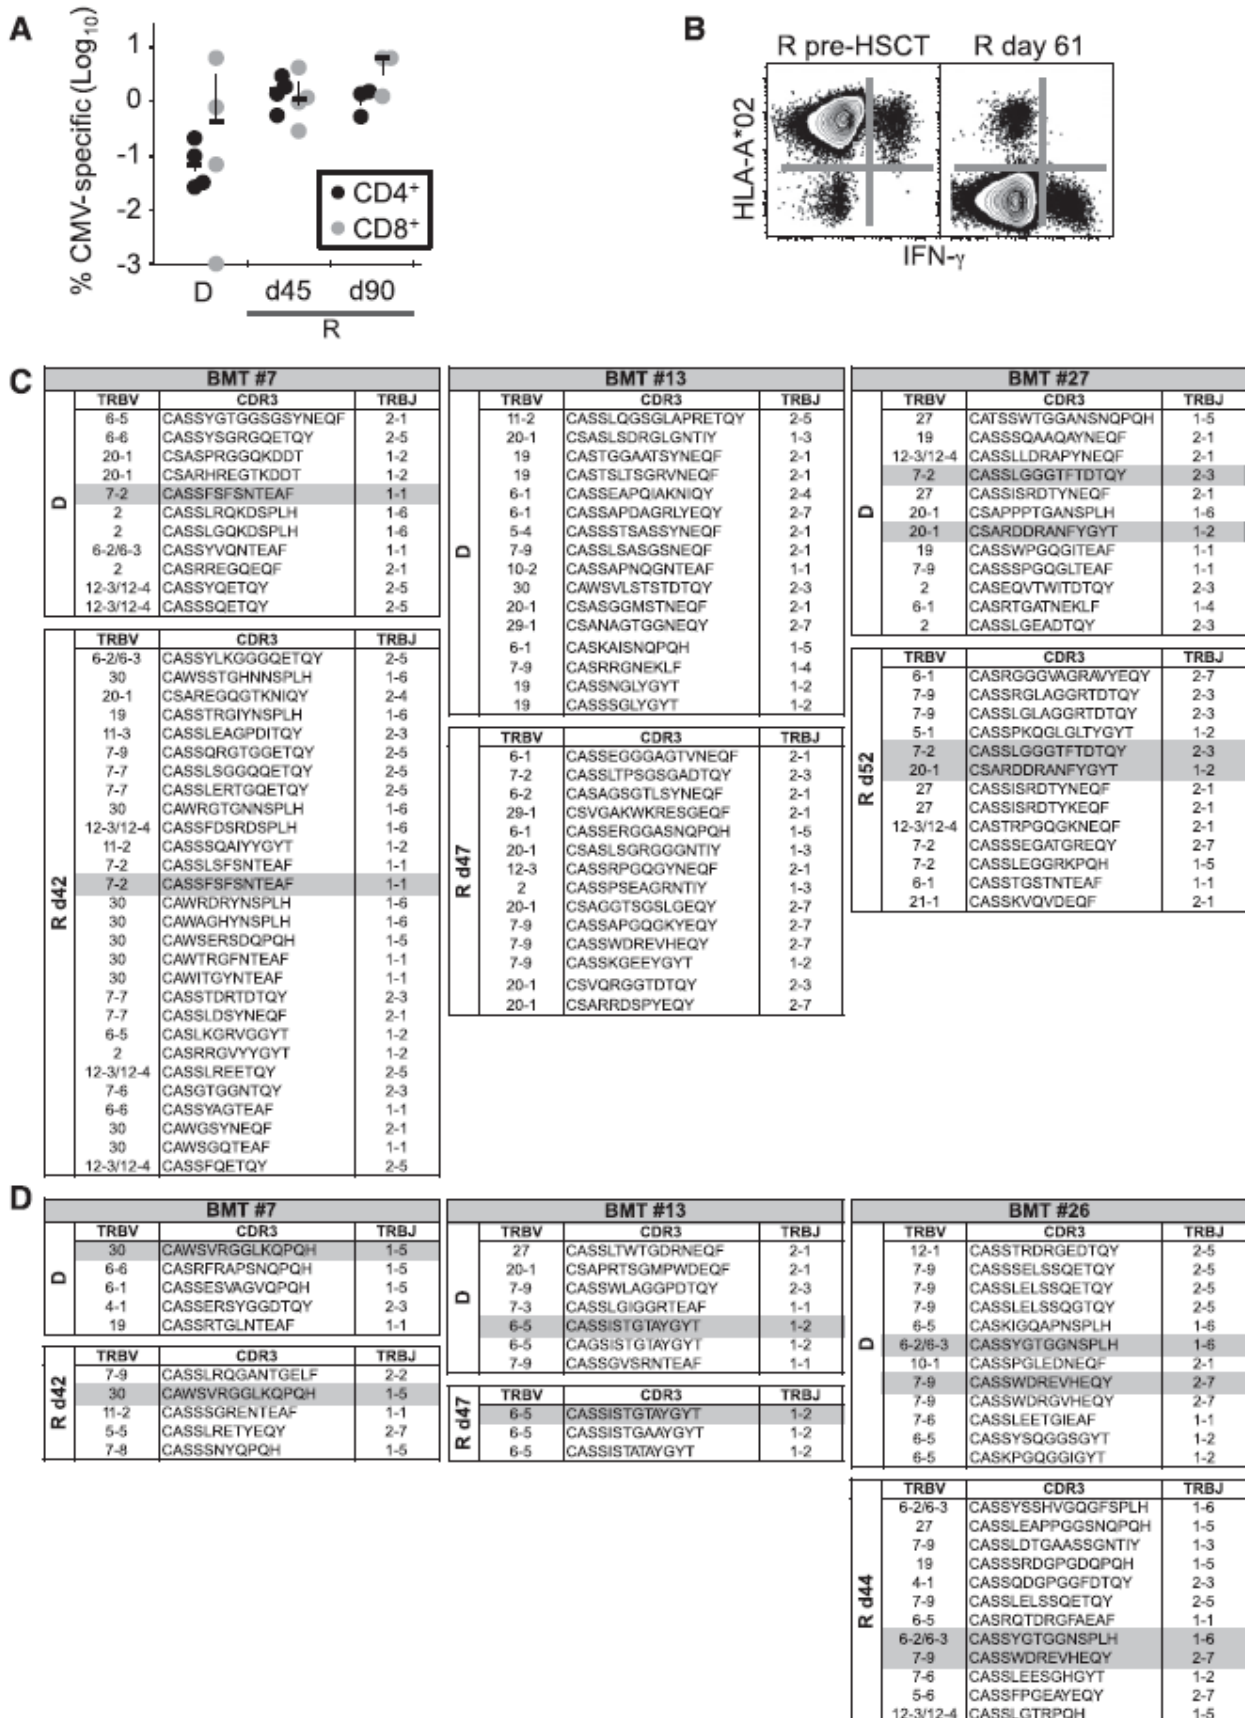 A
% CMV-specific (Log10)
1
0
-1
-2
-3
CD4+
CD8+
D
d45
d90
R
B
R pre-HSCT
R day 61
HLA-A*02
IFN-γ
C
BMT #7
D
TRBV CDR3 TRBJ
6-5 CASSYGTGGSGSYNEQF 2-1
6-6 CASSYSGRGQETQY 2-5
20-1 CSASPRGGQKDDT 1-2
20-1 CSARHREGTKDDT 1-2
7-2 CASSFSFSNTEAF 1-1
2 CASSLRQKDSPLH 1-6
2 CASSLGQKDSPLH 1-6
6-2/6-3 CASSYVQNTEAF 1-1
2 CASRREGQEQF 2-1
12-3/12-4 CASSYQETQY 2-5
12-3/12-4 CASSSQETQY 2-5
R d42
TRBV CDR3 TRBJ
6-2/6-3 CASSYLKGGGQETQY 2-5
30 CAWSSTGHNNSPLH 1-6
20-1 CSAREGQGTKNIQY 2-4
19 CASSTRGIYNSPLH 1-6
11-3 CASSLEAGPDITQY 2-3
7-9 CASSQRGTGGETQY 2-5
7-7 CASSLSGGQQETQY 2-5
7-7 CASSLERTGQETQY 2-5
30 CAWRGTGNNSPLH 1-6
12-3/12-4 CASSFDSRDSPLH 1-6
11-2 CASSSQAIYYGYT 1-2
7-2 CASSLSFSNTEAF 1-1
7-2 CASSFSFSNTEAF 1-1
30 CAWRDRYNSPLH 1-6
30 CAWAGHYNSPLH 1-6
30 CAWSERSDQPQH 1-5
30 CAWTRGFNTEAF 1-1
30 CAWITGYNTEAF 1-1
7-7 CASSTDRTDTQY 2-3
7-7 CASSLDSYNEQF 2-1
6-5 CASLKGRVGGYT 1-2
2 CASRRGVYYGYT 1-2
12-3/12-4 CASSLREETQY 2-5
7-6 CASGTGGNTQY 2-3
6-6 CASSYAGTEAF 1-1
30 CAWGSYNEQF 2-1
30 CAWSGQTEAF 1-1
12-3/12-4 CASSFQETQY 2-5
BMT #13
D
TRBV CDR3 TRBJ
11-2 CASSLQGSGLAPRETQY 2-5
20-1 CSASLSDRGLGNTIY 1-3
19 CASTGGAATSYNEQF 2-1
19 CASTSLTSGRVNEQF 2-1
6-1 CASSEAPQIAKNIQY 2-4
6-1 CASSAPDAGRLYEQY 2-7
5-4 CASSSTSASSYNEQF 2-1
7-9 CASSLSASGSNEQF 2-1
10-2 CASSAPNQGNTEAF 1-1
30 CAWSVLSTSTDTQY 2-3
20-1 CSASGGMSTNEQF 2-1
29-1 CSANAGTGGNEQY 2-7
6-1 CASKAISNQPQH 1-5
7-9 CASRRGNEKLF 1-4
19 CASSNGLYGYT 1-2
19 CASSSGLYGYT 1-2
R d47
TRBV CDR3 TRBJ
6-1 CASSEGGGAGTVNEQF 2-1
7-2 CASSLTPSGSGADTQY 2-3
6-2 CASAGSGTLSYNEQF 2-1
29-1 CSVGAKWKRESGEQF 2-1
6-1 CASSERGGASNQPQH 1-5
20-1 CSASLSGRGGGNTIY 1-3
12-3 CASSRPGQGYNEQF 2-1
2 CASSPSEAGRNTIY 1-3
20-1 CSAGGTSGSLGEQY 2-7
7-9 CASSAPGQGKYEQY 2-7
7-9 CASSWDREVHEQY 2-7
7-9 CASSKGEEYGYT 1-2
20-1 CSVQRGGTDTQY 2-3
20-1 CSARRDSPYEQY 2-7
BMT #27
D
TRBV CDR3 TRBJ
27 CATSSWTGGANSNQPQH 1-5
19 CASSSQAAQAYNEQF 2-1
12-3/12-4 CASSLLDRAPYNEQF 2-1
7-2 CASSLGGGTFTDTQY 2-3
27 CASSISRDTYNEQF 2-1
20-1 CSAPPPTGANSPLH 1-6
20-1 CSARDDRANFYGYT 1-2
19 CASSWPGQGITEAF 1-1
7-9 CASSSPGQGLTEAF 1-1
2 CASEQVTWITDTQY 2-3
6-1 CASRTGATNEKLF 1-4
2 CASSLGEADTQY 2-3
R d52
TRBV CDR3 TRBJ
6-1 CASRGGGVAGRAVYEQY 2-7
7-9 CASSRGLAGGRTDTQY 2-3
7-9 CASSLGLAGGRTDTQY 2-3
5-1 CASSPKQGLGLTYGYT 1-2
7-2 CASSLGGGTFTDTQY 2-3
20-1 CSARDDRANFYGYT 1-2
27 CASSISRDTYNEQF 2-1
27 CASSISRDTYKEQF 2-1
12-3/12-4 CASTRPGQGKNEQF 2-1
7-2 CASSSEGATGREQY 2-7
7-2 CASSLEGGRKPQH 1-5
6-1 CASSTGSTNTEAF 1-1
21-1 CASSKVQVDEQF 2-1
D
BMT #7
D
TRBV CDR3 TRBJ
30 CAWSVRGGLKQPQH 1-5
6-6 CASRFRAPSNQPQH 1-5
6-1 CASSESVAGVQPQH 1-5
4-1 CASSERSYGGDTQY 2-3
19 CASSRTGLNTEAF 1-1
R d42
TRBV CDR3 TRBJ
7-9 CASSLRQGANTGELF 2-2
30 CAWSVRGGLKQPQH 1-5
11-2 CASSSGRENTEAF 1-1
5-5 CASSLRETYEQY 2-7
7-8 CASSSNYQPQH 1-5
BMT #13
D
TRBV CDR3 TRBJ
27 CASSLTWTGDRNEQF 2-1
20-1 CSAPRTSGMPWDEQF 2-1
7-9 CASSWLAGGPDTQY 2-3
7-3 CASSLGIGGRTEAF 1-1
6-5 CASSISTGTAYGYT 1-2
6-5 CAGSISTGTAYGYT 1-2
7-9 CASSGVSRNTEAF 1-1
R d47
TRBV CDR3 TRBJ
6-5 CASSISTGTAYGYT 1-2
6-5 CASSISTGAAYGYT 1-2
6-5 CASSISTATAYGYT 1-2
BMT #26
D
TRBV CDR3 TRBJ
12-1 CASSTRDRGEDTQY 2-5
7-9 CASSSELSSQETQY 2-5
7-9 CASSLELSSQETQY 2-5
7-9 CASSLELSSQGTQY 2-5
6-5 CASKIGQAPNSPLH 1-6
6-2/6-3 CASSYGTGGNSPLH 1-6
10-1 CASSPGLEDNEQF 2-1
7-9 CASSWDREVHEQY 2-7
7-9 CASSWDRGVHEQY 2-7
7-6 CASSLEETGIEAF 1-1
6-5 CASSYSQGGSGYT 1-2
6-5 CASKPGQGGIGYT 1-2
R d44
TRBV CDR3 TRBJ
6-2/6-3 CASSYSSHVGQGFSPLH 1-6
27 CASSLEAPPGGSNQPQH 1-5
7-9 CASSLDTGAASSGNTIY 1-3
19 CASSSRDGPGDQPQH 1-5
4-1 CASSQDGPGGFDTQY 2-3
7-9 CASSLELSSQETQY 2-5
6-5 CASRQTDRGFAEAF 1-1
6-2/6-3 CASSYGTGGNSPLH 1-6
7-9 CASSWDREVHEQY 2-7
7-6 CASSLEESGHGYT 1-2
5-6 CASSFPGEAYEQY 2-7
12-3/12-4 CASSLGTRPQH 1-5